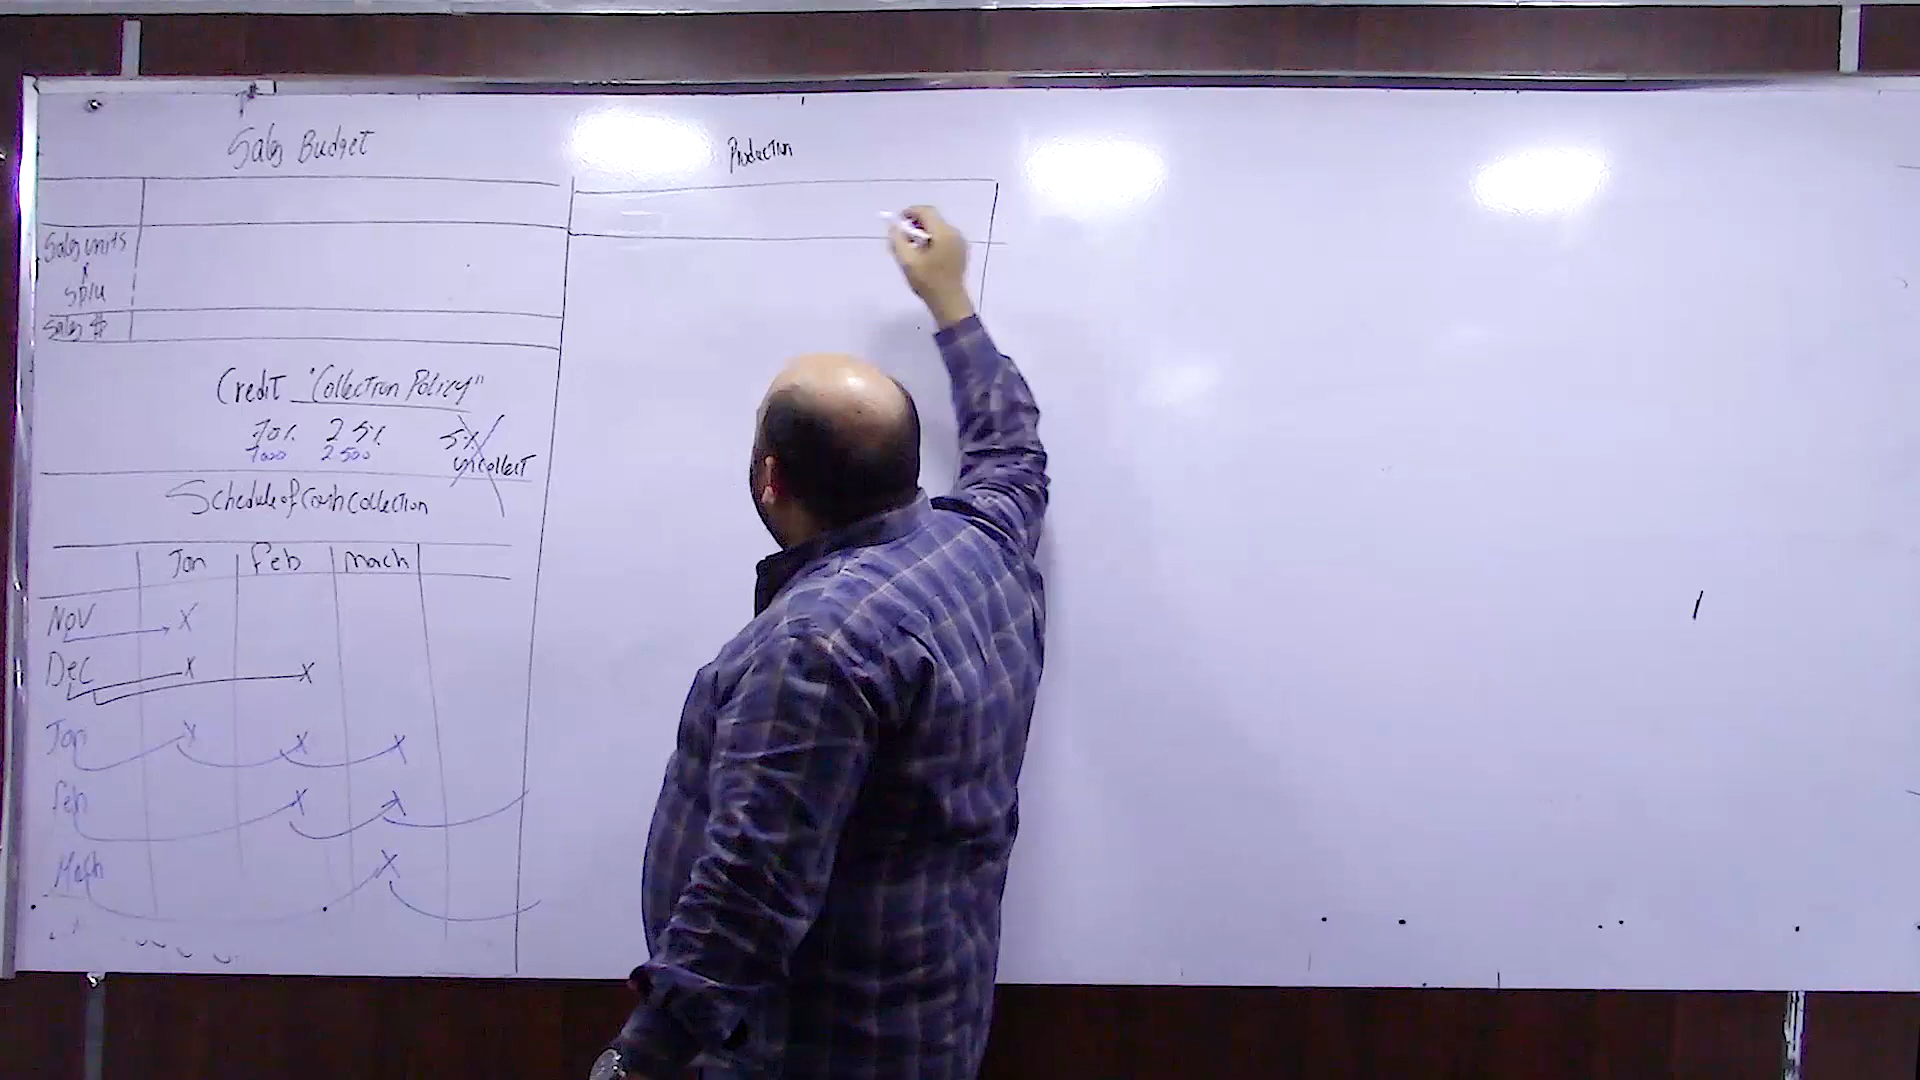 Sales Budget
Sales units
x
SP/u
Sales $
Credit "Collection Policy"
70% 25% 5%
7000 2500
uncollect
Schedule of Cash Collection
Jan Feb March
Nov X
Dec X X
Jan X X X
Feb X X
March X
Production